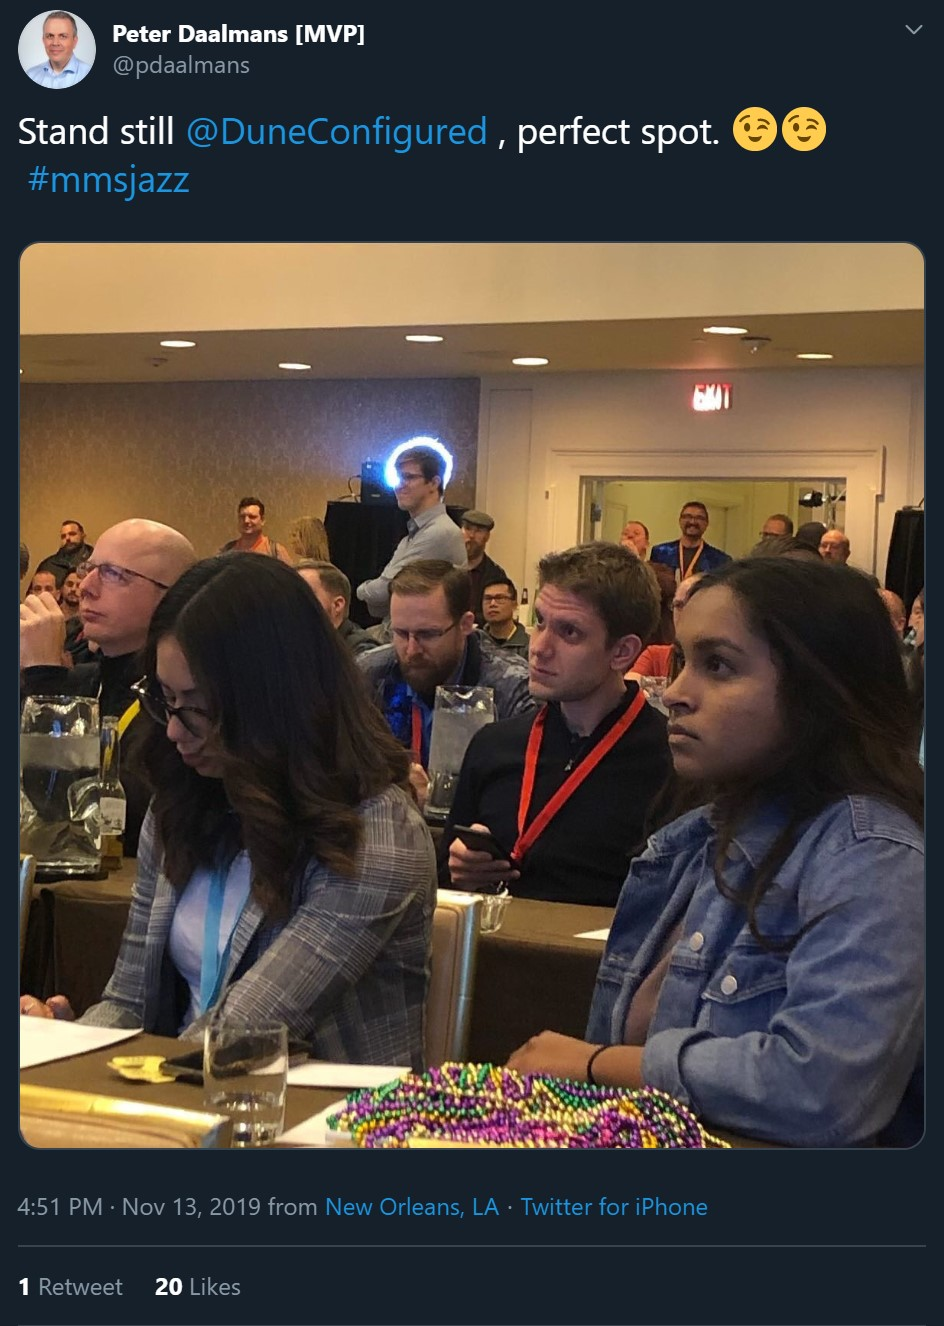 Peter Daalmans [MVP]
@pdaalmans
Stand still @DuneConfigured , perfect spot. 😉😉
#mmsjazz
EXIT
4:51 PM · Nov 13, 2019 from New Orleans, LA · Twitter for iPhone
1 Retweet 20 Likes